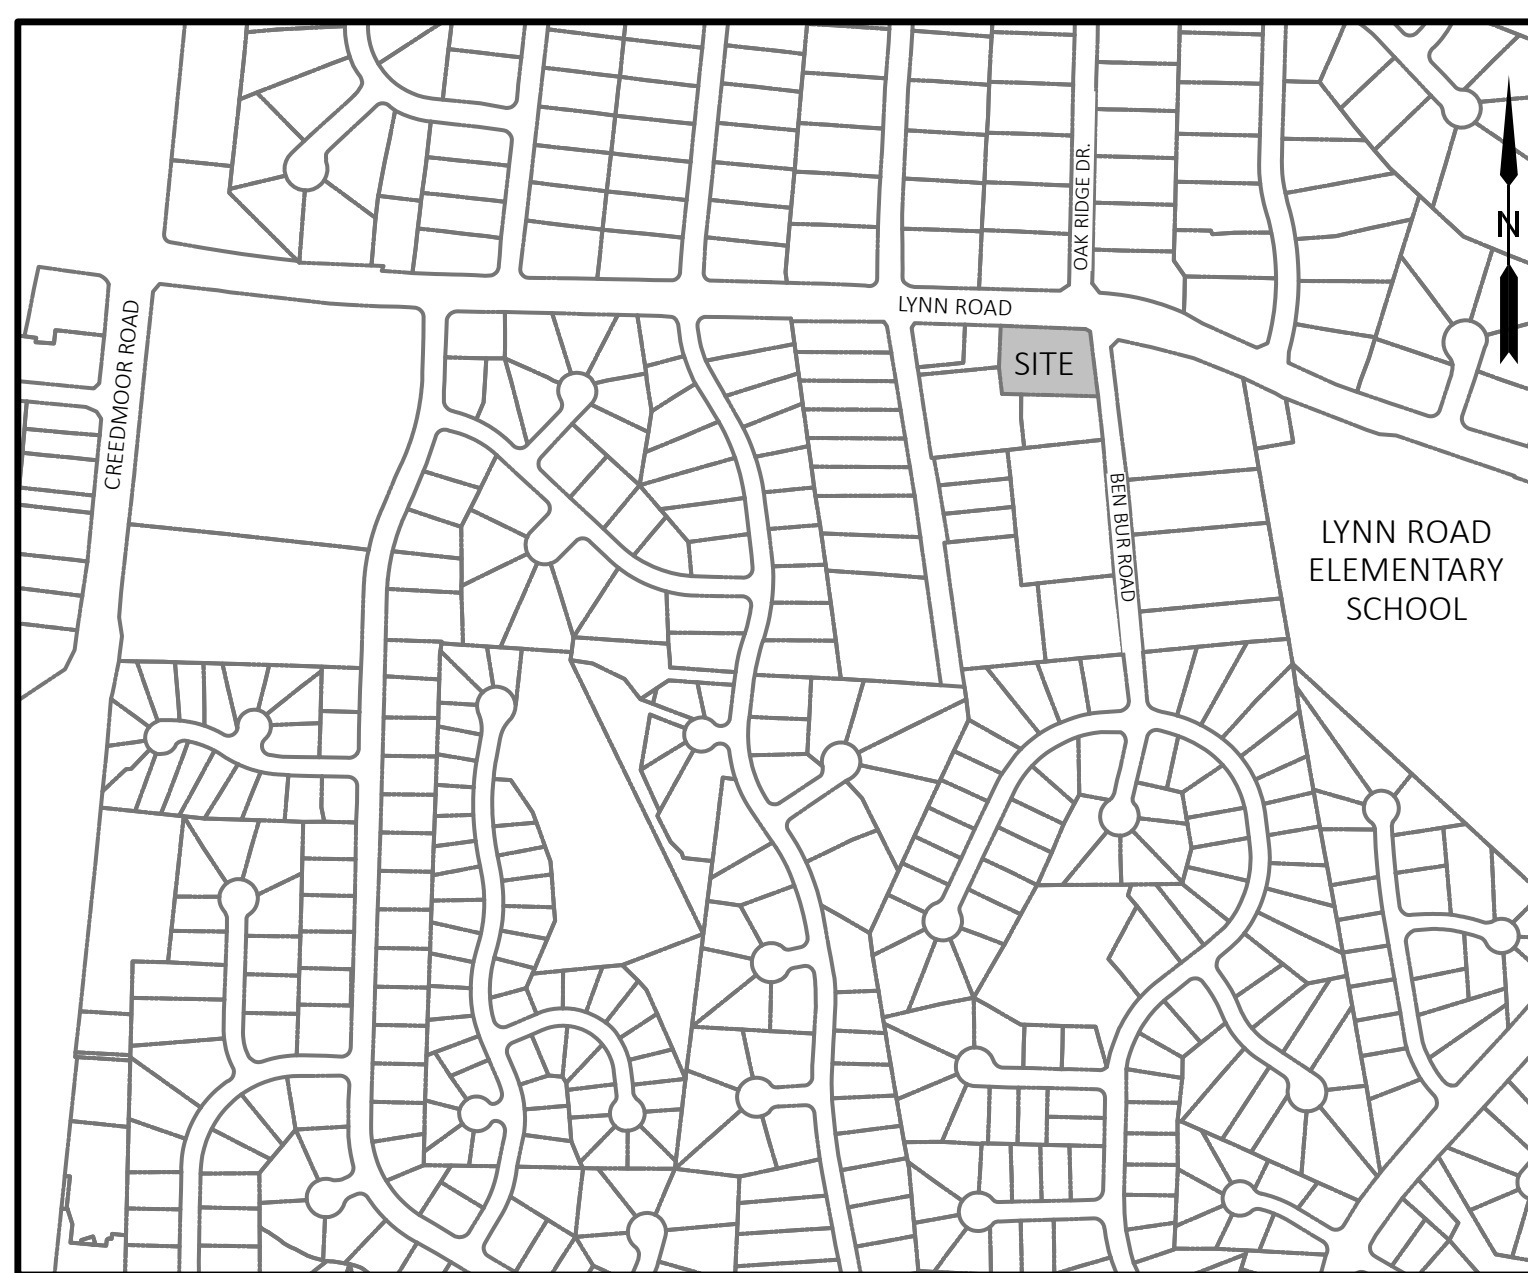 OAK RIDGE DR.
N
LYNN ROAD
CREEDMOOR ROAD
SITE
BEN BUR ROAD
LYNN ROAD
ELEMENTARY
SCHOOL